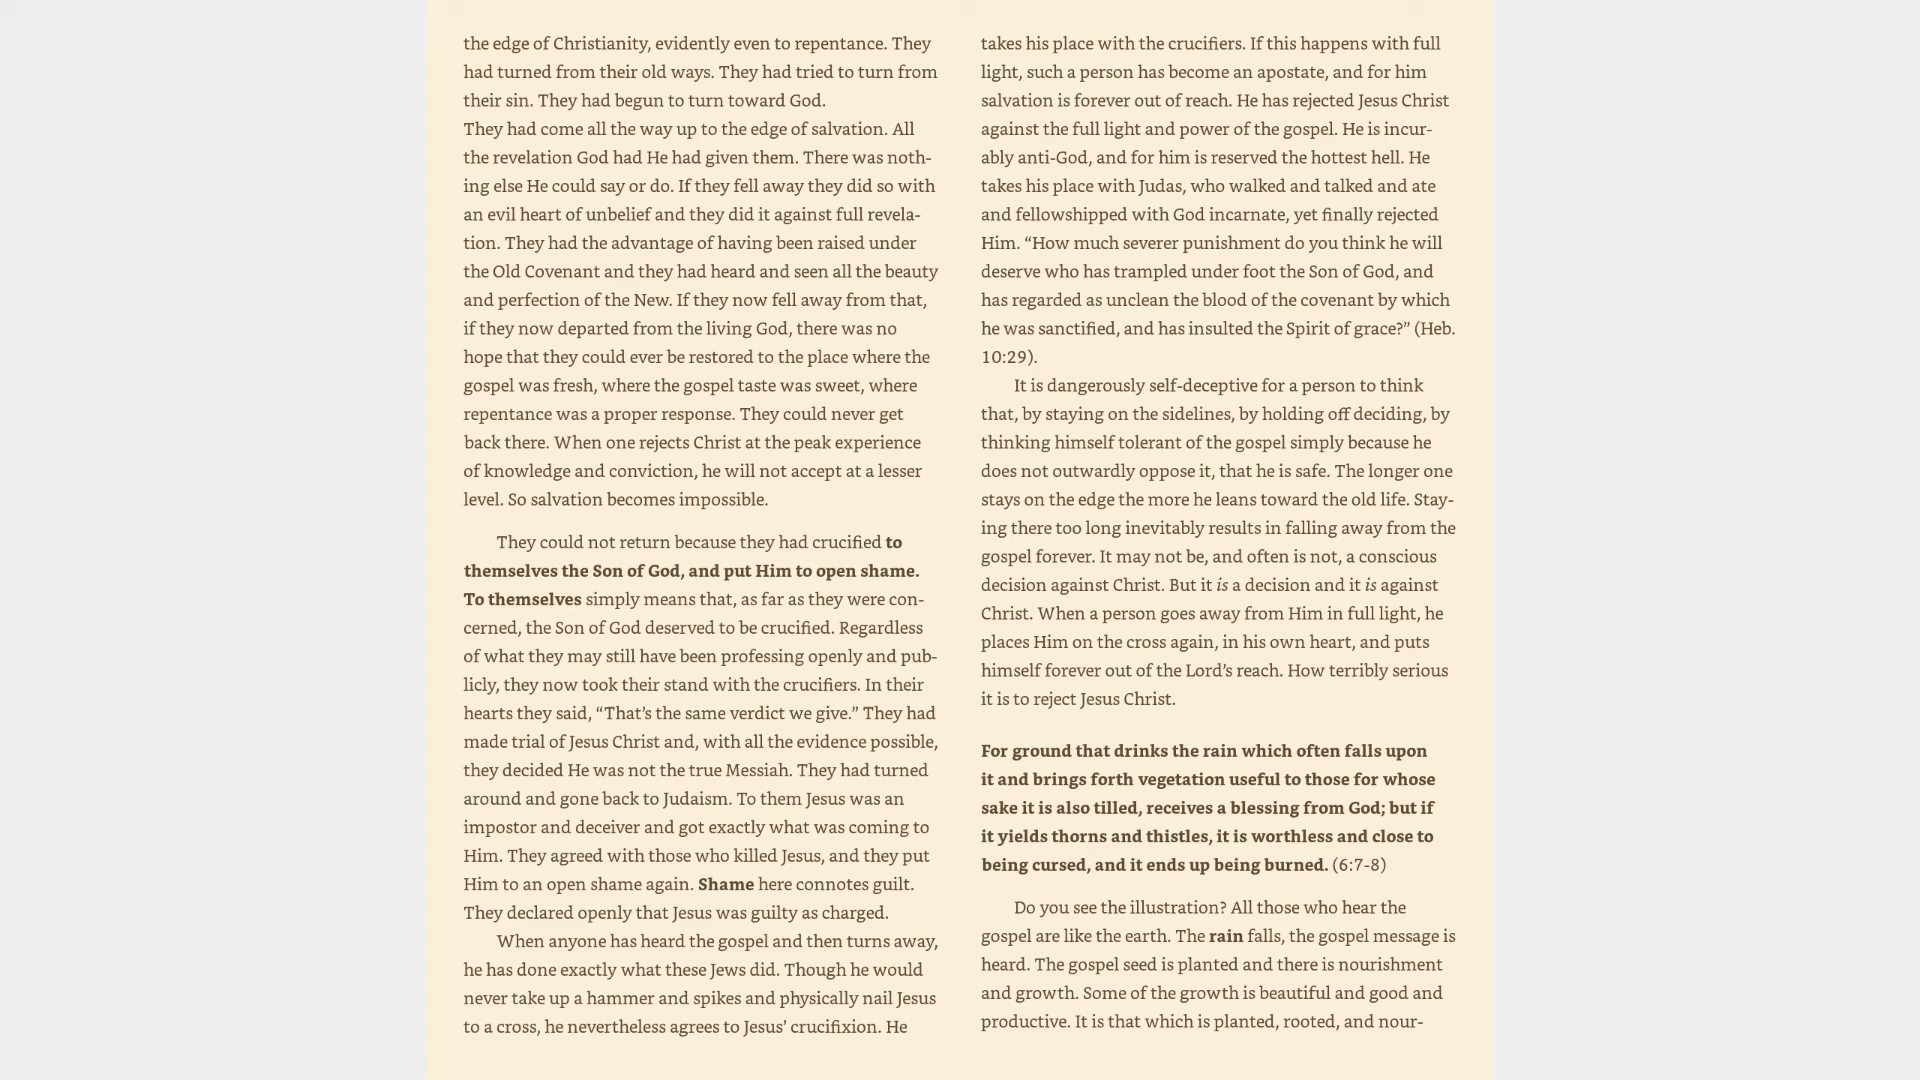 the edge of Christianity, evidently even to repentance. They
had turned from their old ways. They had tried to turn from
their sin. They had begun to turn toward God.
They had come all the way up to the edge of salvation. All
the revelation God had He had given them. There was noth-
ing else He could say or do. If they fell away they did so with
an evil heart of unbelief and they did it against full revela-
tion. They had the advantage of having been raised under
the Old Covenant and they had heard and seen all the beauty
and perfection of the New. If they now fell away from that,
if they now departed from the living God, there was no
hope that they could ever be restored to the place where the
gospel was fresh, where the gospel taste was sweet, where
repentance was a proper response. They could never get
back there. When one rejects Christ at the peak experience
of knowledge and conviction, he will not accept at a lesser
level. So salvation becomes impossible.
They could not return because they had crucified to
themselves the Son of God, and put Him to open shame.
To themselves simply means that, as far as they were con-
cerned, the Son of God deserved to be crucified. Regardless
of what they may still have been professing openly and pub-
licly, they now took their stand with the crucifiers. In their
hearts they said, “That’s the same verdict we give.” They had
made trial of Jesus Christ and, with all the evidence possible,
they decided He was not the true Messiah. They had turned
around and gone back to Judaism. To them Jesus was an
impostor and deceiver and got exactly what was coming to
Him. They agreed with those who killed Jesus, and they put
Him to an open shame again. Shame here connotes guilt.
They declared openly that Jesus was guilty as charged.
When anyone has heard the gospel and then turns away,
he has done exactly what these Jews did. Though he would
never take up a hammer and spikes and physically nail Jesus
to a cross, he nevertheless agrees to Jesus’ crucifixion. He
takes his place with the crucifiers. If this happens with full
light, such a person has become an apostate, and for him
salvation is forever out of reach. He has rejected Jesus Christ
against the full light and power of the gospel. He is incur-
ably anti-God, and for him is reserved the hottest hell. He
takes his place with Judas, who walked and talked and ate
and fellowshipped with God incarnate, yet finally rejected
Him. “How much severer punishment do you think he will
deserve who has trampled under foot the Son of God, and
has regarded as unclean the blood of the covenant by which
he was sanctified, and has insulted the Spirit of grace?” (Heb.
10:29).
It is dangerously self-deceptive for a person to think
that, by staying on the sidelines, by holding off deciding, by
thinking himself tolerant of the gospel simply because he
does not outwardly oppose it, that he is safe. The longer one
stays on the edge the more he leans toward the old life. Stay-
ing there too long inevitably results in falling away from the
gospel forever. It may not be, and often is not, a conscious
decision against Christ. But it is a decision and it is against
Christ. When a person goes away from Him in full light, he
places Him on the cross again, in his own heart, and puts
himself forever out of the Lord’s reach. How terribly serious
it is to reject Jesus Christ.
For ground that drinks the rain which often falls upon
it and brings forth vegetation useful to those for whose
sake it is also tilled, receives a blessing from God; but if
it yields thorns and thistles, it is worthless and close to
being cursed, and it ends up being burned. (6:7-8)
Do you see the illustration? All those who hear the
gospel are like the earth. The rain falls, the gospel message is
heard. The gospel seed is planted and there is nourishment
and growth. Some of the growth is beautiful and good and
productive. It is that which is planted, rooted, and nour-